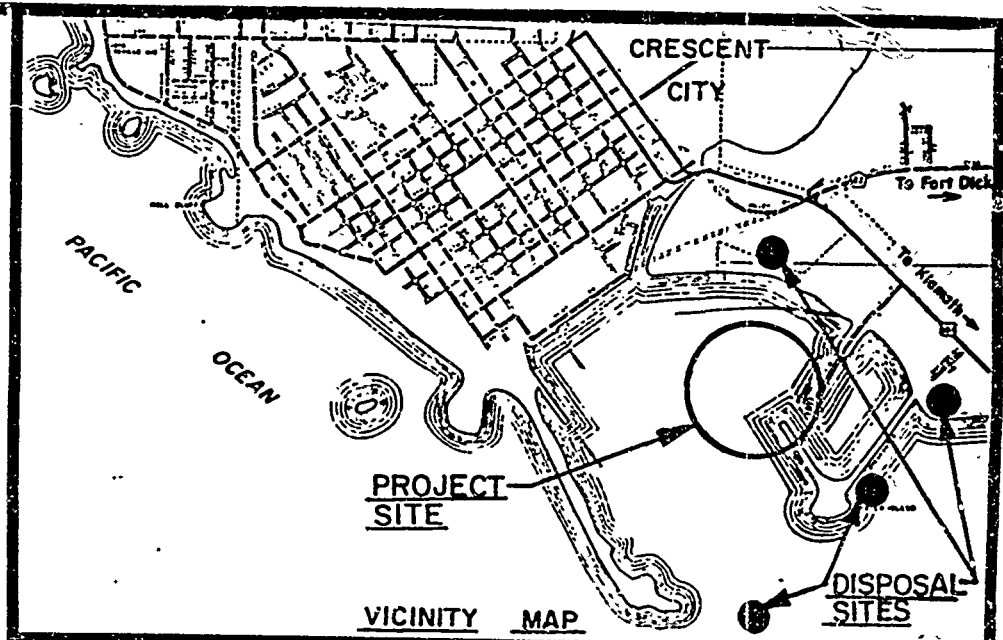 CRESCENT
CITY
To Fort Dick
To Klamath
PACIFIC
OCEAN
PROJECT
SITE
DISPOSAL
SITES
VICINITY MAP